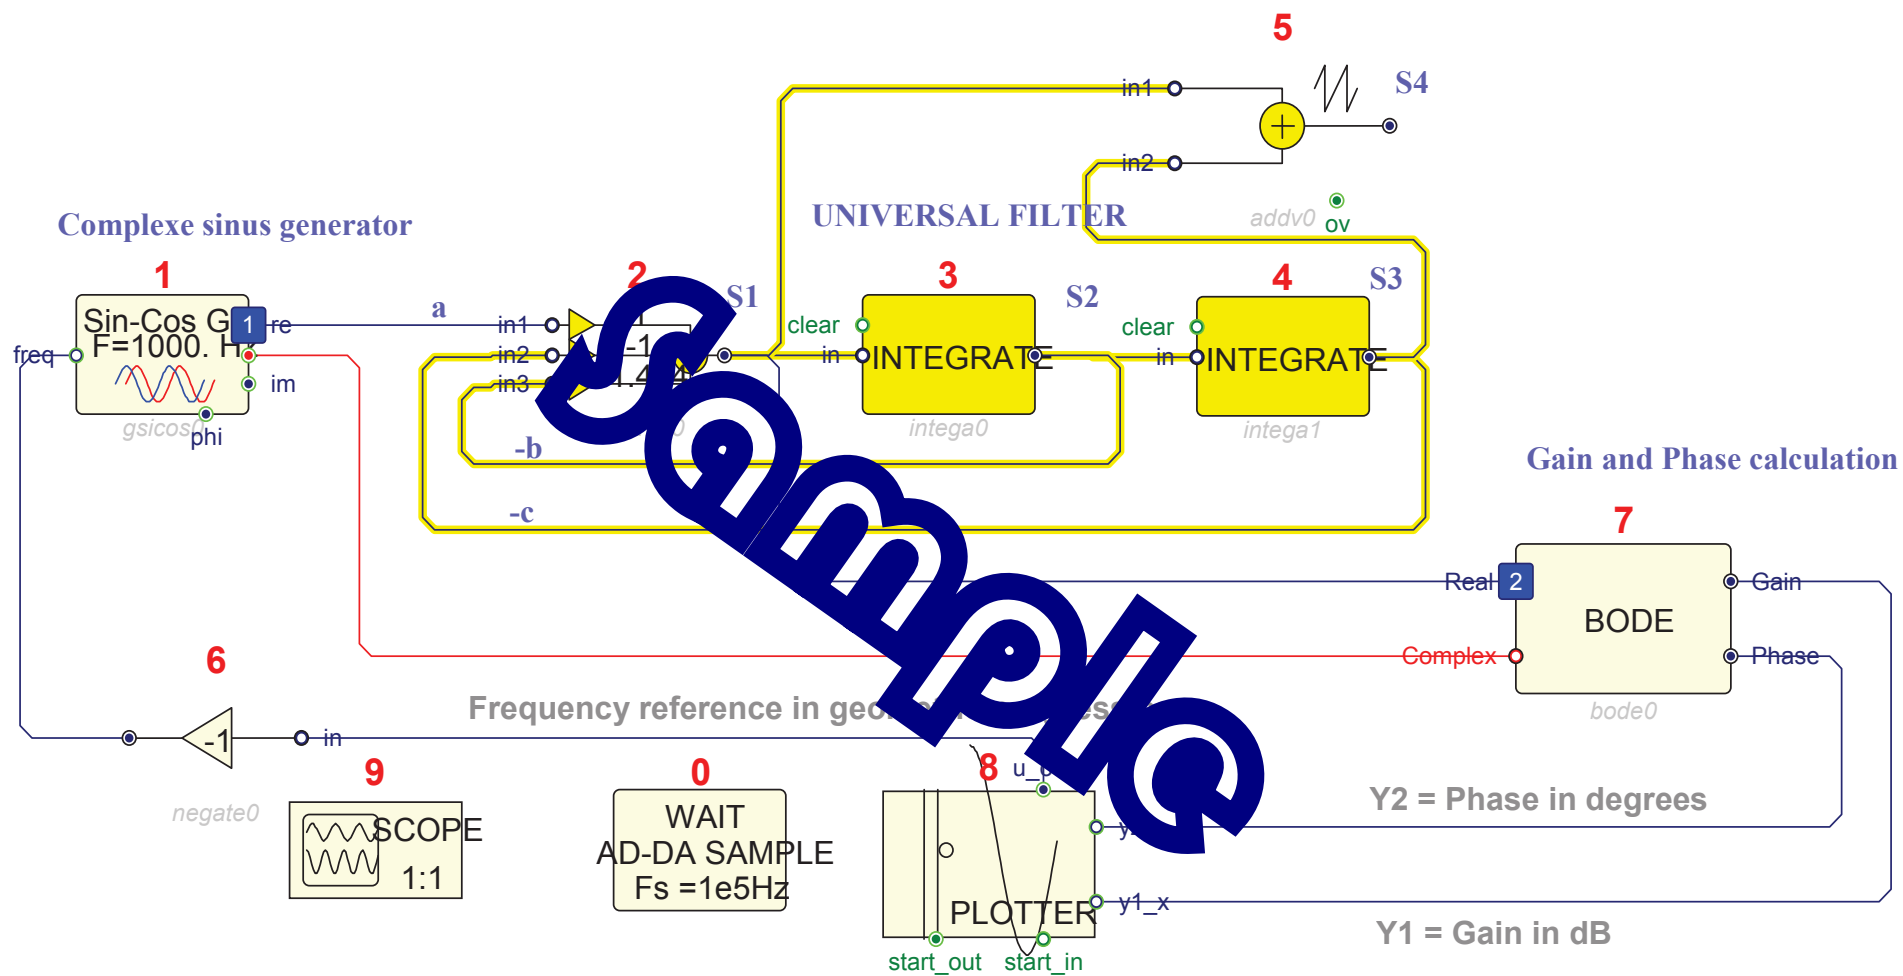 5
in1
S4
in2
addv0
ov
Complexe sinus generator
UNIVERSAL FILTER
1
2
3
4
a
S1
S2
S3
Sin-Cos
F=1000.
1
re
freq
im
phi
gsicos0
in1
in2
in3
-1
clear
in
INTEGRATE
intega0
clear
in
INTEGRATE
intega1
-b
-c
Gain and Phase calculation
7
Real
2
Gain
BODE
Complex
Phase
bode0
6
Frequency reference in
-1
in
negate0
9
SCOPE
1:1
0
WAIT
AD-DA SAMPLE
Fs =1e5Hz
8
PLOTTER
y1_x
start_out
start_in
Y2 = Phase in degrees
Y1 = Gain in dB
Sample